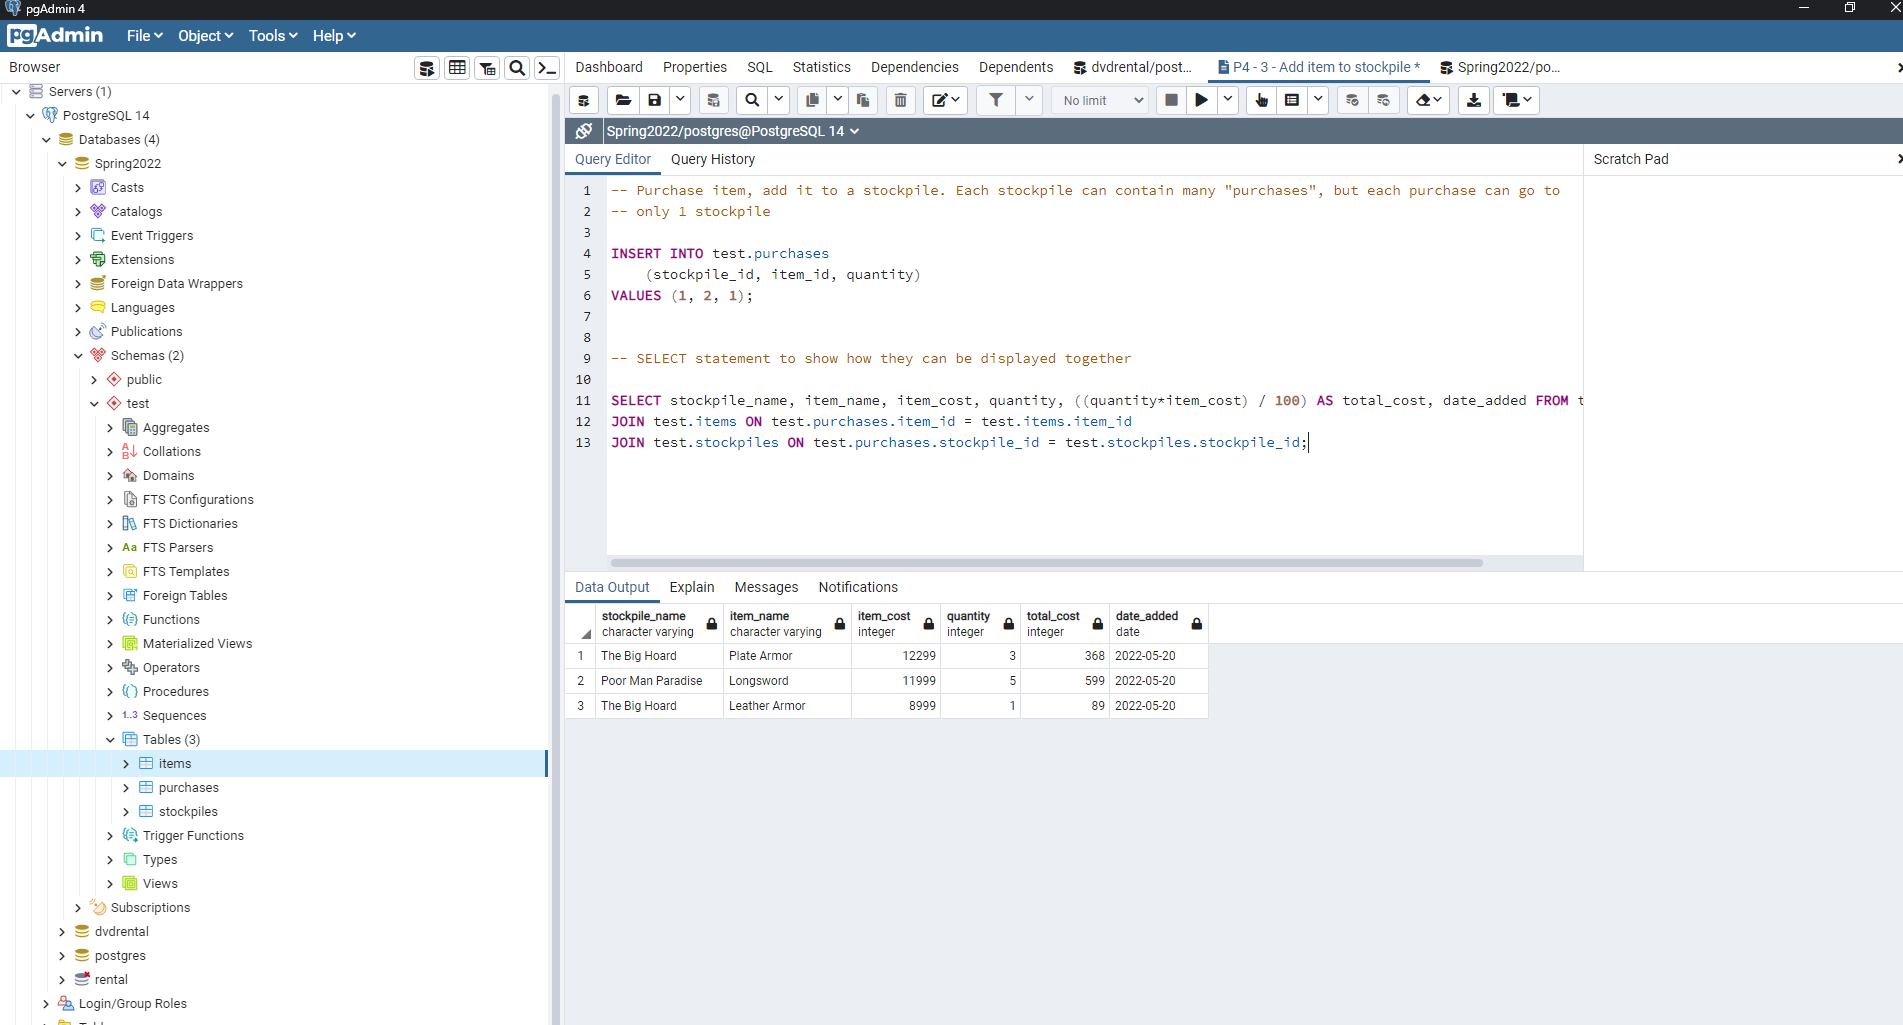 pgAdmin 4
pgAdmin File Object Tools Help
Browser
Servers (1)
PostgreSQL 14
Databases (4)
Spring2022
Casts
Catalogs
Event Triggers
Extensions
Foreign Data Wrappers
Languages
Publications
Schemas (2)
public
test
Aggregates
Collations
Domains
FTS Configurations
FTS Dictionaries
Aa FTS Parsers
FTS Templates
Foreign Tables
Functions
Materialized Views
Operators
Procedures
1..3 Sequences
Tables (3)
items
purchases
stockpiles
Trigger Functions
Types
Views
Subscriptions
dvdrental
postgres
rental
Login/Group Roles
Dashboard Properties SQL Statistics Dependencies Dependents dvdrental/post... P4 - 3 - Add item to stockpile * Spring2022/po...
No limit
Spring2022/postgres@PostgreSQL 14
Query Editor Query History
Scratch Pad
1 -- Purchase item, add it to a stockpile. Each stockpile can contain many "purchases", but each purchase can go to
2 -- only 1 stockpile
3
4 INSERT INTO test.purchases
5 (stockpile_id, item_id, quantity)
6 VALUES (1, 2, 1);
7
8
9 -- SELECT statement to show how they can be displayed together
10
11 SELECT stockpile_name, item_name, item_cost, quantity, ((quantity*item_cost) / 100) AS total_cost, date_added FROM t
12 JOIN test.items ON test.purchases.item_id = test.items.item_id
13 JOIN test.stockpiles ON test.purchases.stockpile_id = test.stockpiles.stockpile_id;
Data Output Explain Messages Notifications
stockpile_name item_name item_cost quantity total_cost date_added
character varying character varying integer integer integer date
1 The Big Hoard Plate Armor 12299 3 368 2022-05-20
2 Poor Man Paradise Longsword 11999 5 599 2022-05-20
3 The Big Hoard Leather Armor 8999 1 89 2022-05-20